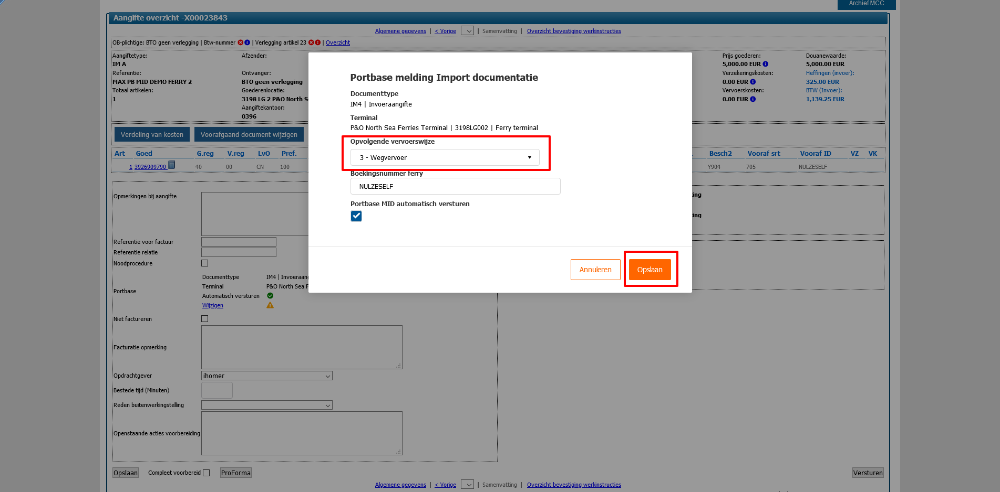 Archief MCC
Aangifte overzicht -X00023843
Algemene gegevens | < Vorige | Samenvatting | Overzicht bevestiging werkinstructies
OB-plichtige: BTO geen verlegging | Btw-nummer | Verlegging artikel 23 | Overzicht
Aangiftetype:
IM A
Referentie:
MAX PB MID DEMO FERRY 2
Totaal artikelen:
1
Afzender:
Ontvanger:
BTO geen verlegging
Goederenlocatie:
3198 LG 2 P&O North S
Aangiftekantoor:
0396
Prijs goederen:
5,000.00 EUR
Verzekeringskosten:
0.00 EUR
Vervoerskosten:
0.00 EUR
Douanewaarde:
5,000.00 EUR
Heffingen (invoer):
325.00 EUR
BTW (Invoer):
1,139.25 EUR
Verdeling van kosten Voorafgaand document wijzigen
Art Goed G.reg V.reg LvO Pref. Besch2 Vooraf srt Vooraf ID VZ VK
1 3926909790 40 00 CN 100 Y904 705 NULZESELF
Portbase melding Import documentatie
Documenttype
IM4 | Invoeraangifte
Terminal
P&O North Sea Ferries Terminal | 3198LG002 | Ferry terminal
Opvolgende vervoerswijze
3 - Wegvervoer
Boekingsnummer ferry
NULZESELF
Portbase MID automatisch versturen
Annuleren Opslaan
ing
ing
Opmerkingen bij aangifte
Referentie voor factuur
Referentie relatie
Noodprocedure
Portbase
Documenttype IM4 | Invoeraang
Terminal P&O North Sea F
Automatisch versturen
Wijzigen
Niet factureren
Facturatie opmerking
Opdrachtgever ihomer
Bestede tijd (Minuten)
Reden buitenwerkingstelling
Openstaande acties voorbereiding
Opslaan Compleet voorbereid ProForma Versturen
Algemene gegevens | < Vorige | Samenvatting | Overzicht bevestiging werkinstructies